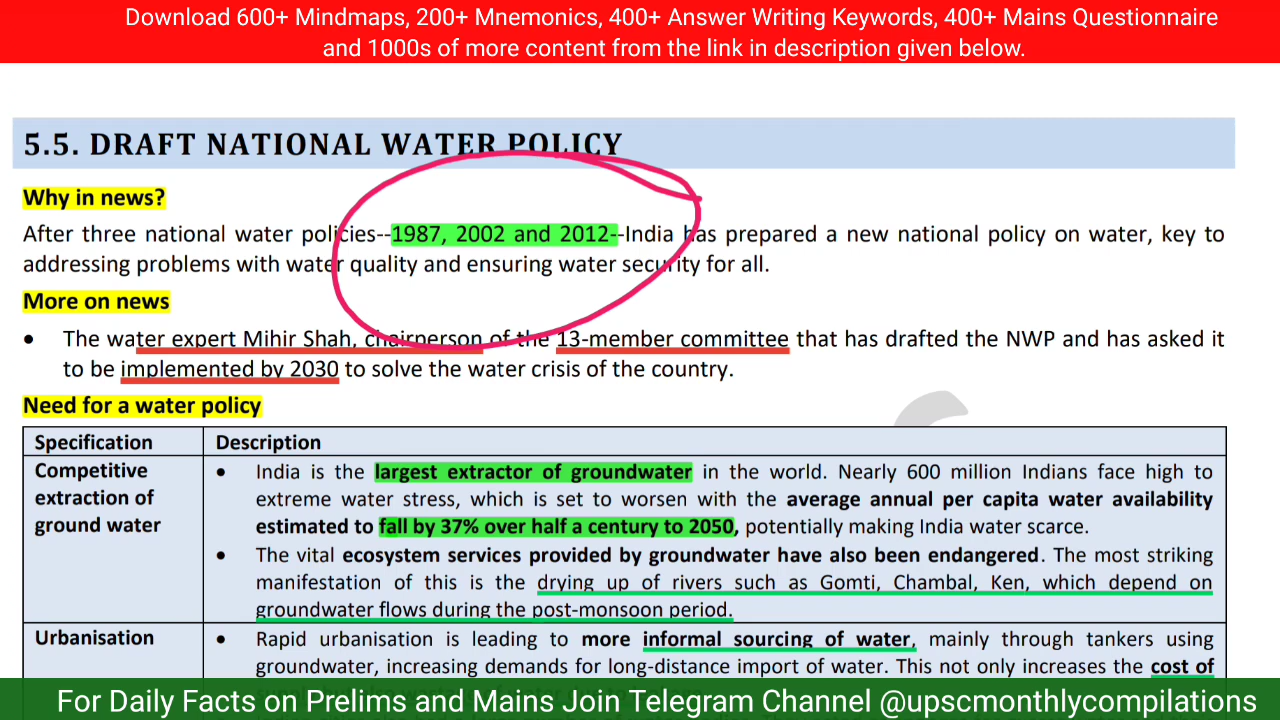 Download 600+ Mindmaps, 200+ Mnemonics, 400+ Answer Writing Keywords, 400+ Mains Questionnaire
and 1000s of more content from the link in description given below.
5.5. DRAFT NATIONAL WATER POLICY
Why in news?
After three national water policies--1987, 2002 and 2012--India has prepared a new national policy on water, key to
addressing problems with water quality and ensuring water security for all.
More on news
• The water expert Mihir Shah, chairperson of the 13-member committee that has drafted the NWP and has asked it
to be implemented by 2030 to solve the water crisis of the country.
Need for a water policy
Specification Description
Competitive
extraction of
ground water
• India is the largest extractor of groundwater in the world. Nearly 600 million Indians face high to
extreme water stress, which is set to worsen with the average annual per capita water availability
estimated to fall by 37% over half a century to 2050, potentially making India water scarce.
• The vital ecosystem services provided by groundwater have also been endangered. The most striking
manifestation of this is the drying up of rivers such as Gomti, Chambal, Ken, which depend on
groundwater flows during the post-monsoon period.
Urbanisation
• Rapid urbanisation is leading to more informal sourcing of water, mainly through tankers using
groundwater, increasing demands for long-distance import of water. This not only increases the cost of
For Daily Facts on Prelims and Mains Join Telegram Channel @upscmonthlycompilations